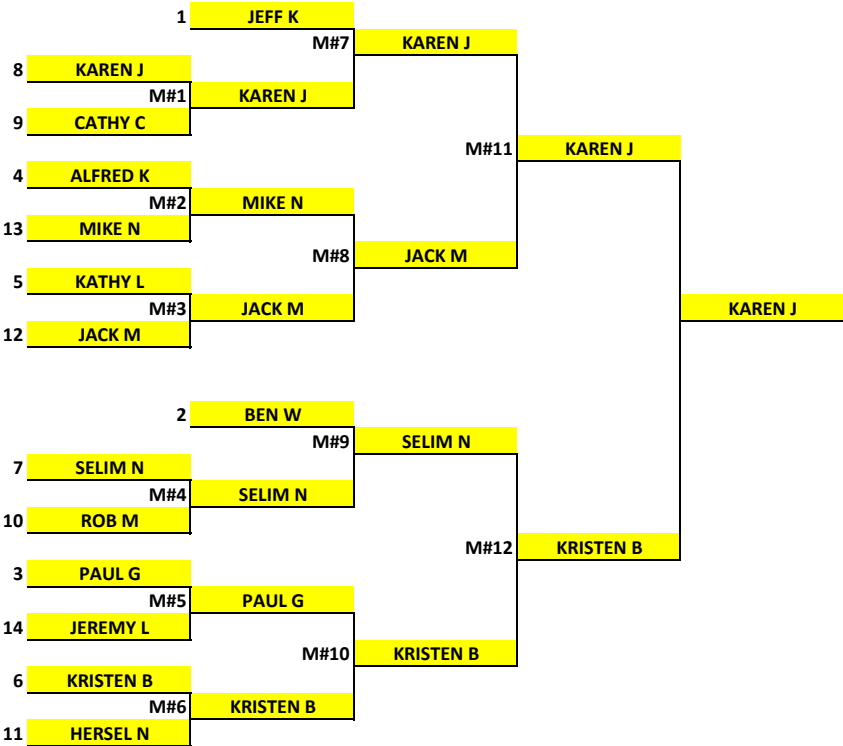 1 JEFF K
M#7 KAREN J
8 KAREN J
M#1 KAREN J
9 CATHY C
M#11 KAREN J
4 ALFRED K
M#2 MIKE N
13 MIKE N
M#8 JACK M
5 KATHY L
M#3 JACK M KAREN J
12 JACK M
2 BEN W
M#9 SELIM N
7 SELIM N
M#4 SELIM N
10 ROB M
M#12 KRISTEN B
3 PAUL G
M#5 PAUL G
14 JEREMY L
M#10 KRISTEN B
6 KRISTEN B
M#6 KRISTEN B
11 HERSEL N